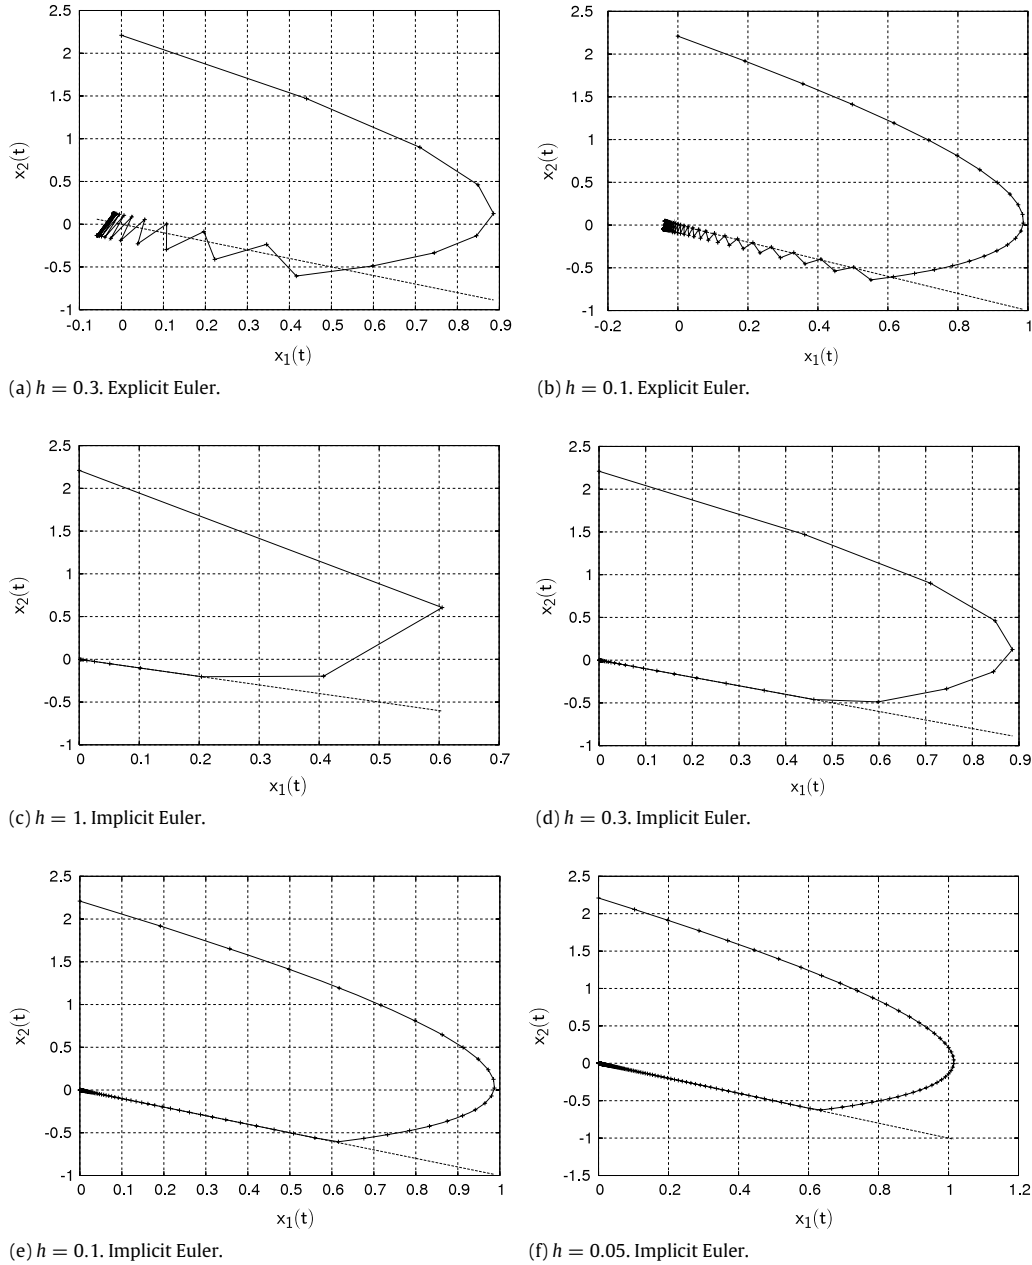 2.5
2
1.5
1
0.5
0
-0.5
-1
x₂(t)
-0.1 0 0.1 0.2 0.3 0.4 0.5 0.6 0.7 0.8 0.9
x₁(t)
(a) h = 0.3. Explicit Euler.
2.5
2
1.5
1
0.5
0
-0.5
-1
x₂(t)
-0.2 0 0.2 0.4 0.6 0.8 1
x₁(t)
(b) h = 0.1. Explicit Euler.
2.5
2
1.5
1
0.5
0
-0.5
-1
x₂(t)
0 0.1 0.2 0.3 0.4 0.5 0.6 0.7
x₁(t)
(c) h = 1. Implicit Euler.
2.5
2
1.5
1
0.5
0
-0.5
-1
x₂(t)
0 0.1 0.2 0.3 0.4 0.5 0.6 0.7 0.8 0.9
x₁(t)
(d) h = 0.3. Implicit Euler.
2.5
2
1.5
1
0.5
0
-0.5
-1
x₂(t)
0 0.1 0.2 0.3 0.4 0.5 0.6 0.7 0.8 0.9 1
x₁(t)
(e) h = 0.1. Implicit Euler.
2.5
2
1.5
1
0.5
0
-0.5
-1
-1.5
x₂(t)
0 0.2 0.4 0.6 0.8 1 1.2
x₁(t)
(f) h = 0.05. Implicit Euler.